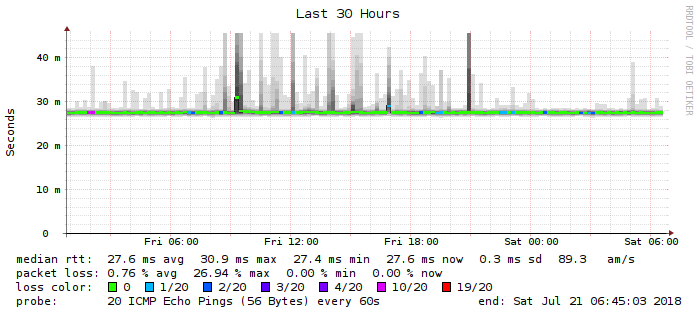 Last 30 Hours
RRDTOOL / TOBI OETIKER
Seconds
40 m
30 m
20 m
10 m
0
Fri 06:00 Fri 12:00 Fri 18:00 Sat 00:00 Sat 06:00
median rtt: 27.6 ms avg 30.9 ms max 27.4 ms min 27.6 ms now 0.3 ms sd 89.3 am/s
packet loss: 0.76 % avg 26.94 % max 0.00 % min 0.00 % now
loss color: 0 1/20 2/20 3/20 4/20 10/20 19/20
probe: 20 ICMP Echo Pings (56 Bytes) every 60s end: Sat Jul 21 06:45:03 2018